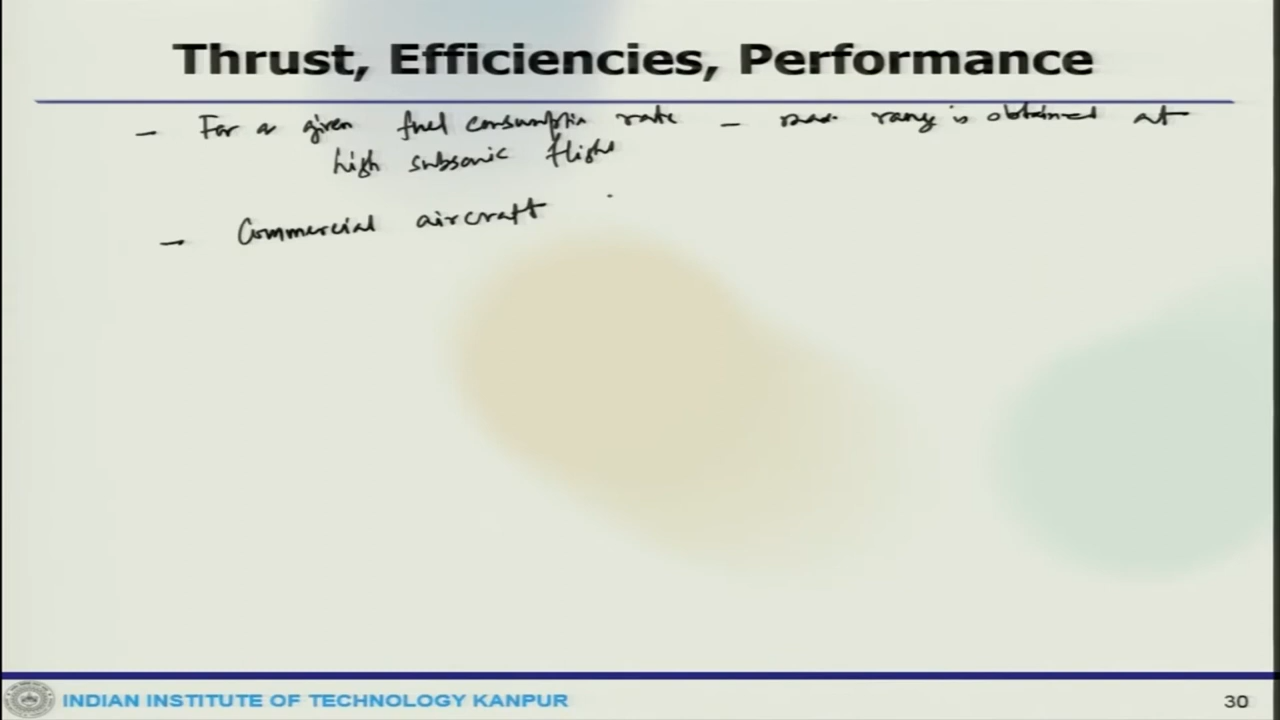 Thrust, Efficiencies, Performance
– For a given fuel consumption rate – max. range is obtained at
high subsonic flight
– Commercial aircraft
INDIAN INSTITUTE OF TECHNOLOGY KANPUR
30